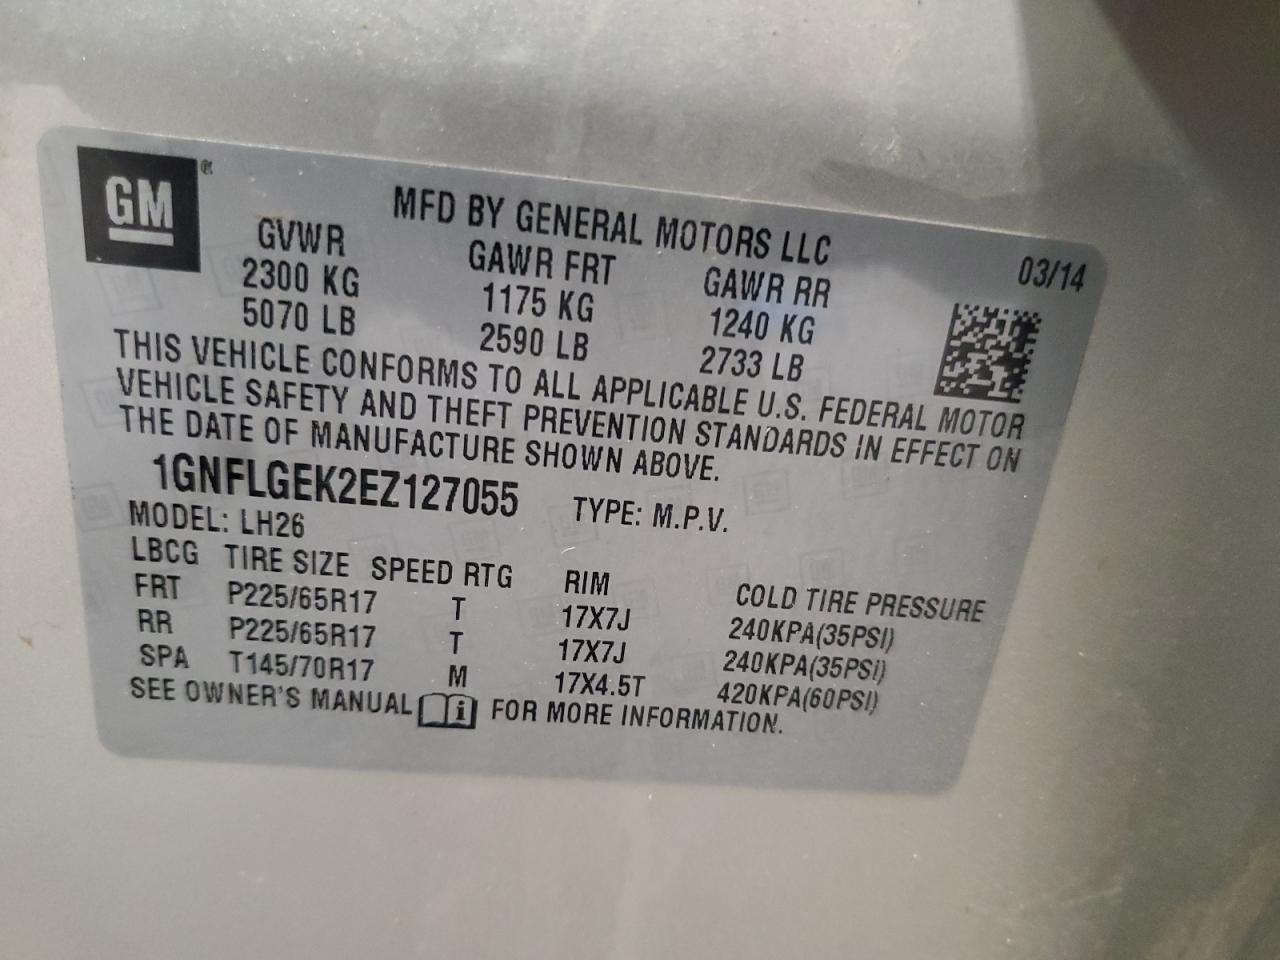 GM®
MFD BY GENERAL MOTORS LLC
03/14
GVWR GAWR FRT GAWR RR
2300 KG 1175 KG 1240 KG
5070 LB 2590 LB 2733 LB
THIS VEHICLE CONFORMS TO ALL APPLICABLE U.S. FEDERAL MOTOR
VEHICLE SAFETY AND THEFT PREVENTION STANDARDS IN EFFECT ON
THE DATE OF MANUFACTURE SHOWN ABOVE.
1GNFLGEK2EZ127055 TYPE: M.P.V.
MODEL: LH26
LBCG TIRE SIZE SPEED RTG RIM COLD TIRE PRESSURE
FRT P225/65R17 T 17X7J 240KPA(35PSI)
RR P225/65R17 T 17X7J 240KPA(35PSI)
SPA T145/70R17 M 17X4.5T 420KPA(60PSI)
SEE OWNER'S MANUAL i FOR MORE INFORMATION.